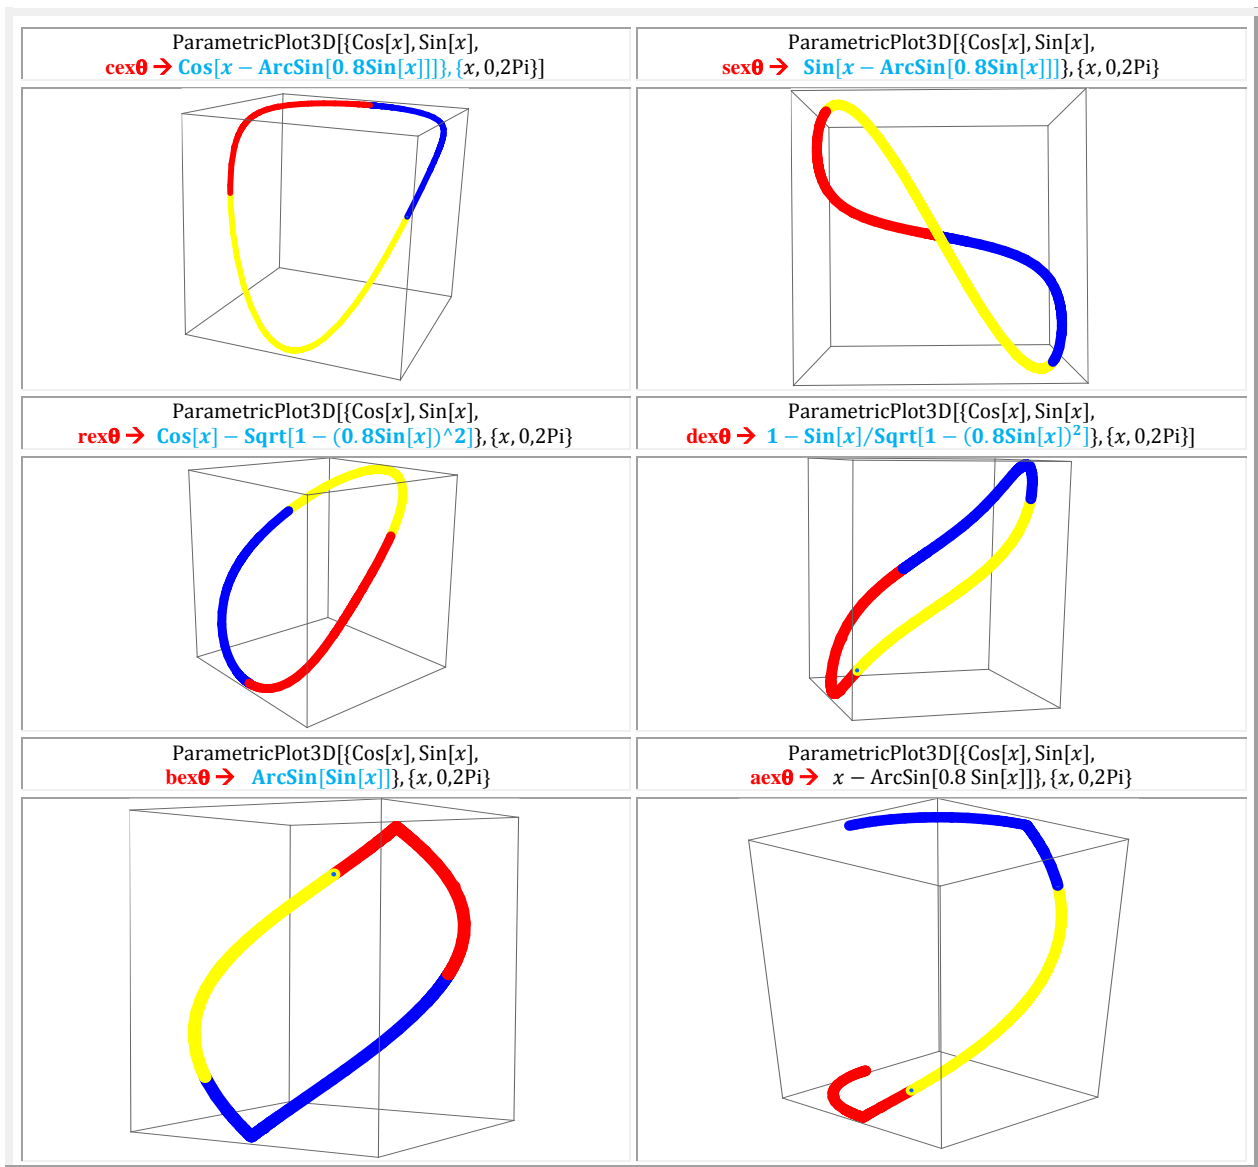 ParametricPlot3D[{Cos[x], Sin[x],
cexθ → Cos[x − ArcSin[0.8Sin[x]]]},{x, 0,2Pi}]
ParametricPlot3D[{Cos[x], Sin[x],
sexθ → Sin[x − ArcSin[0.8Sin[x]]]},{x, 0,2Pi}
ParametricPlot3D[{Cos[x], Sin[x],
rexθ → Cos[x] − Sqrt[1 − (0.8Sin[x])^2]},{x, 0,2Pi}
ParametricPlot3D[{Cos[x], Sin[x],
dexθ → 1 − Sin[x]/Sqrt[1 − (0.8Sin[x])²]},{x, 0,2Pi}]
ParametricPlot3D[{Cos[x], Sin[x],
bexθ → ArcSin[Sin[x]]},{x, 0,2Pi}
ParametricPlot3D[{Cos[x], Sin[x],
aexθ → x − ArcSin[0.8 Sin[x]]},{x, 0,2Pi}